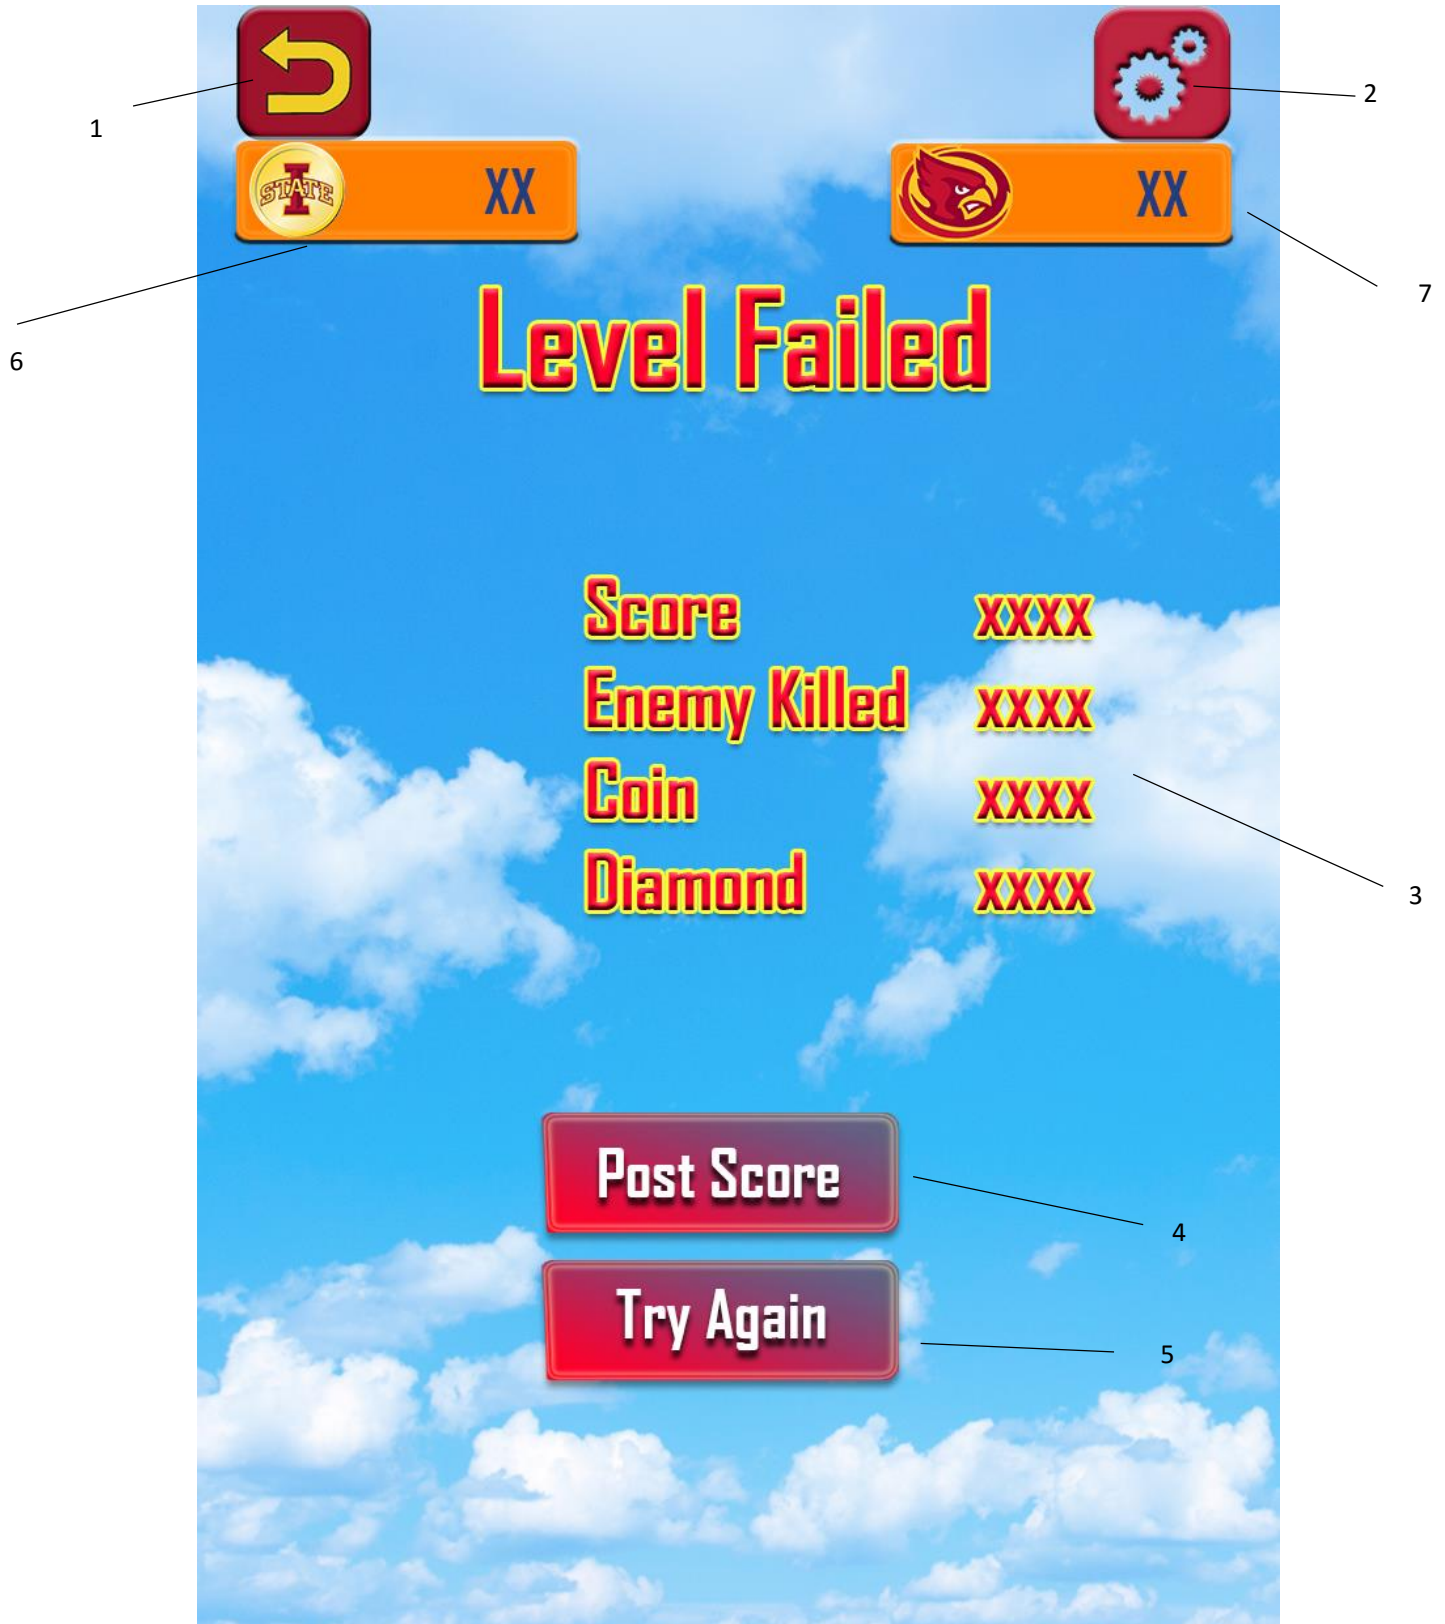 1
2
I
STATE
XX
XX
7
6
Level Failed
Score xxxx
Enemy Killed xxxx
Coin xxxx
Diamond xxxx
3
Post Score
4
Try Again
5